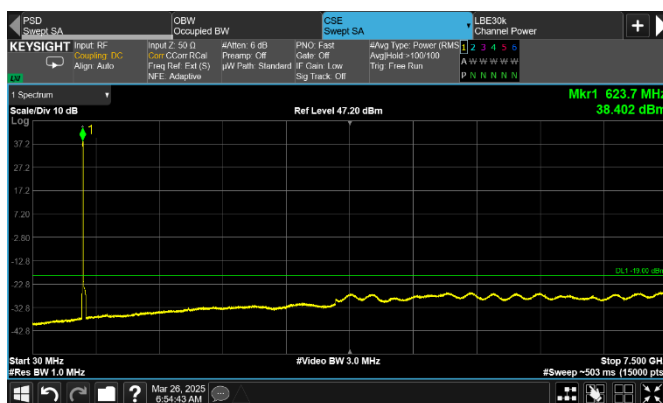 PSD
Swept SA
OBW
Occupied BW
CSE
Swept SA
LBE30k
Channel Power
KEYSIGHT
Input: RF
Coupling: DC
Align: Auto
Input Z: 50 Ω
Corr CCorr RCal
Freq Ref: Ext (S)
NFE: Adaptive
#Atten: 6 dB
Preamp: Off
µW Path: Standard
PNO: Fast
Gate: Off
IF Gain: Low
Sig Track: Off
#Avg Type: Power (RMS
Avg|Hold:>100/100
Trig: Free Run
1 2 3 4 5 6
A W W W W W
P N N N N N
1 Spectrum
Scale/Div 10 dB
Ref Level 47.20 dBm
Mkr1 623.7 MHz
38.402 dBm
Log
1
37.2
27.2
17.2
7.20
-2.80
DL1 -19.00 dBm
-22.8
-32.8
-42.8
Start 30 MHz
#Video BW 3.0 MHz
Stop 7.500 GH
#Res BW 1.0 MHz
#Sweep ~503 ms (15000 pts
?
Mar 26, 2025
6:54:43 AM